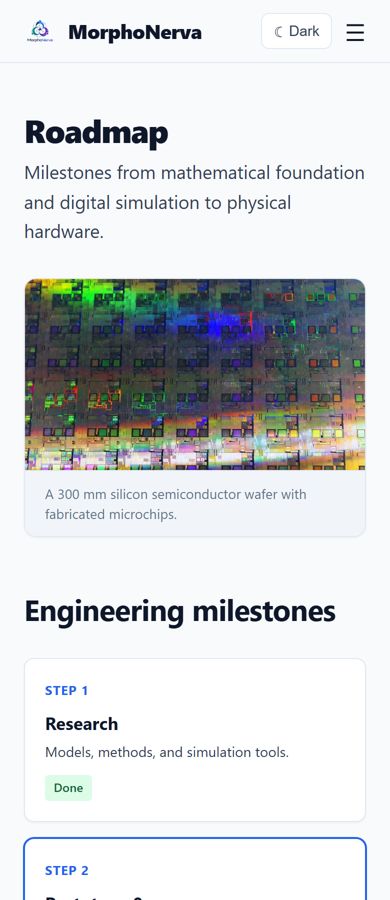 MorphoNerva
☾ Dark
Roadmap
Milestones from mathematical foundation
and digital simulation to physical
hardware.
A 300 mm silicon semiconductor wafer with
fabricated microchips.
Engineering milestones
STEP 1
Research
Models, methods, and simulation tools.
Done
STEP 2